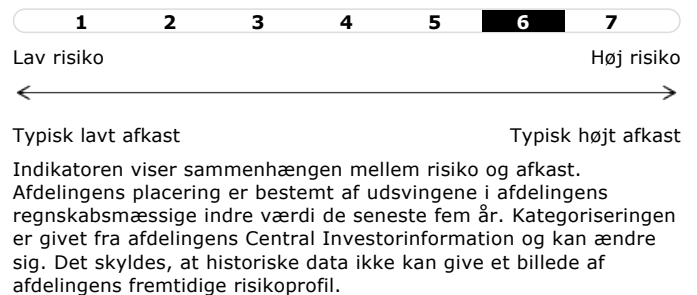 1 2 3 4 5 6 7
Lav risiko Høj risiko
Typisk lavt afkast Typisk højt afkast
Indikatoren viser sammenhængen mellem risiko og afkast.
Afdelingens placering er bestemt af udsvingene i afdelingens
regnskabsmæssige indre værdi de seneste fem år. Kategoriseringen
er givet fra afdelingens Central Investorinformation og kan ændre
sig. Det skyldes, at historiske data ikke kan give et billede af
afdelingens fremtidige risikoprofil.